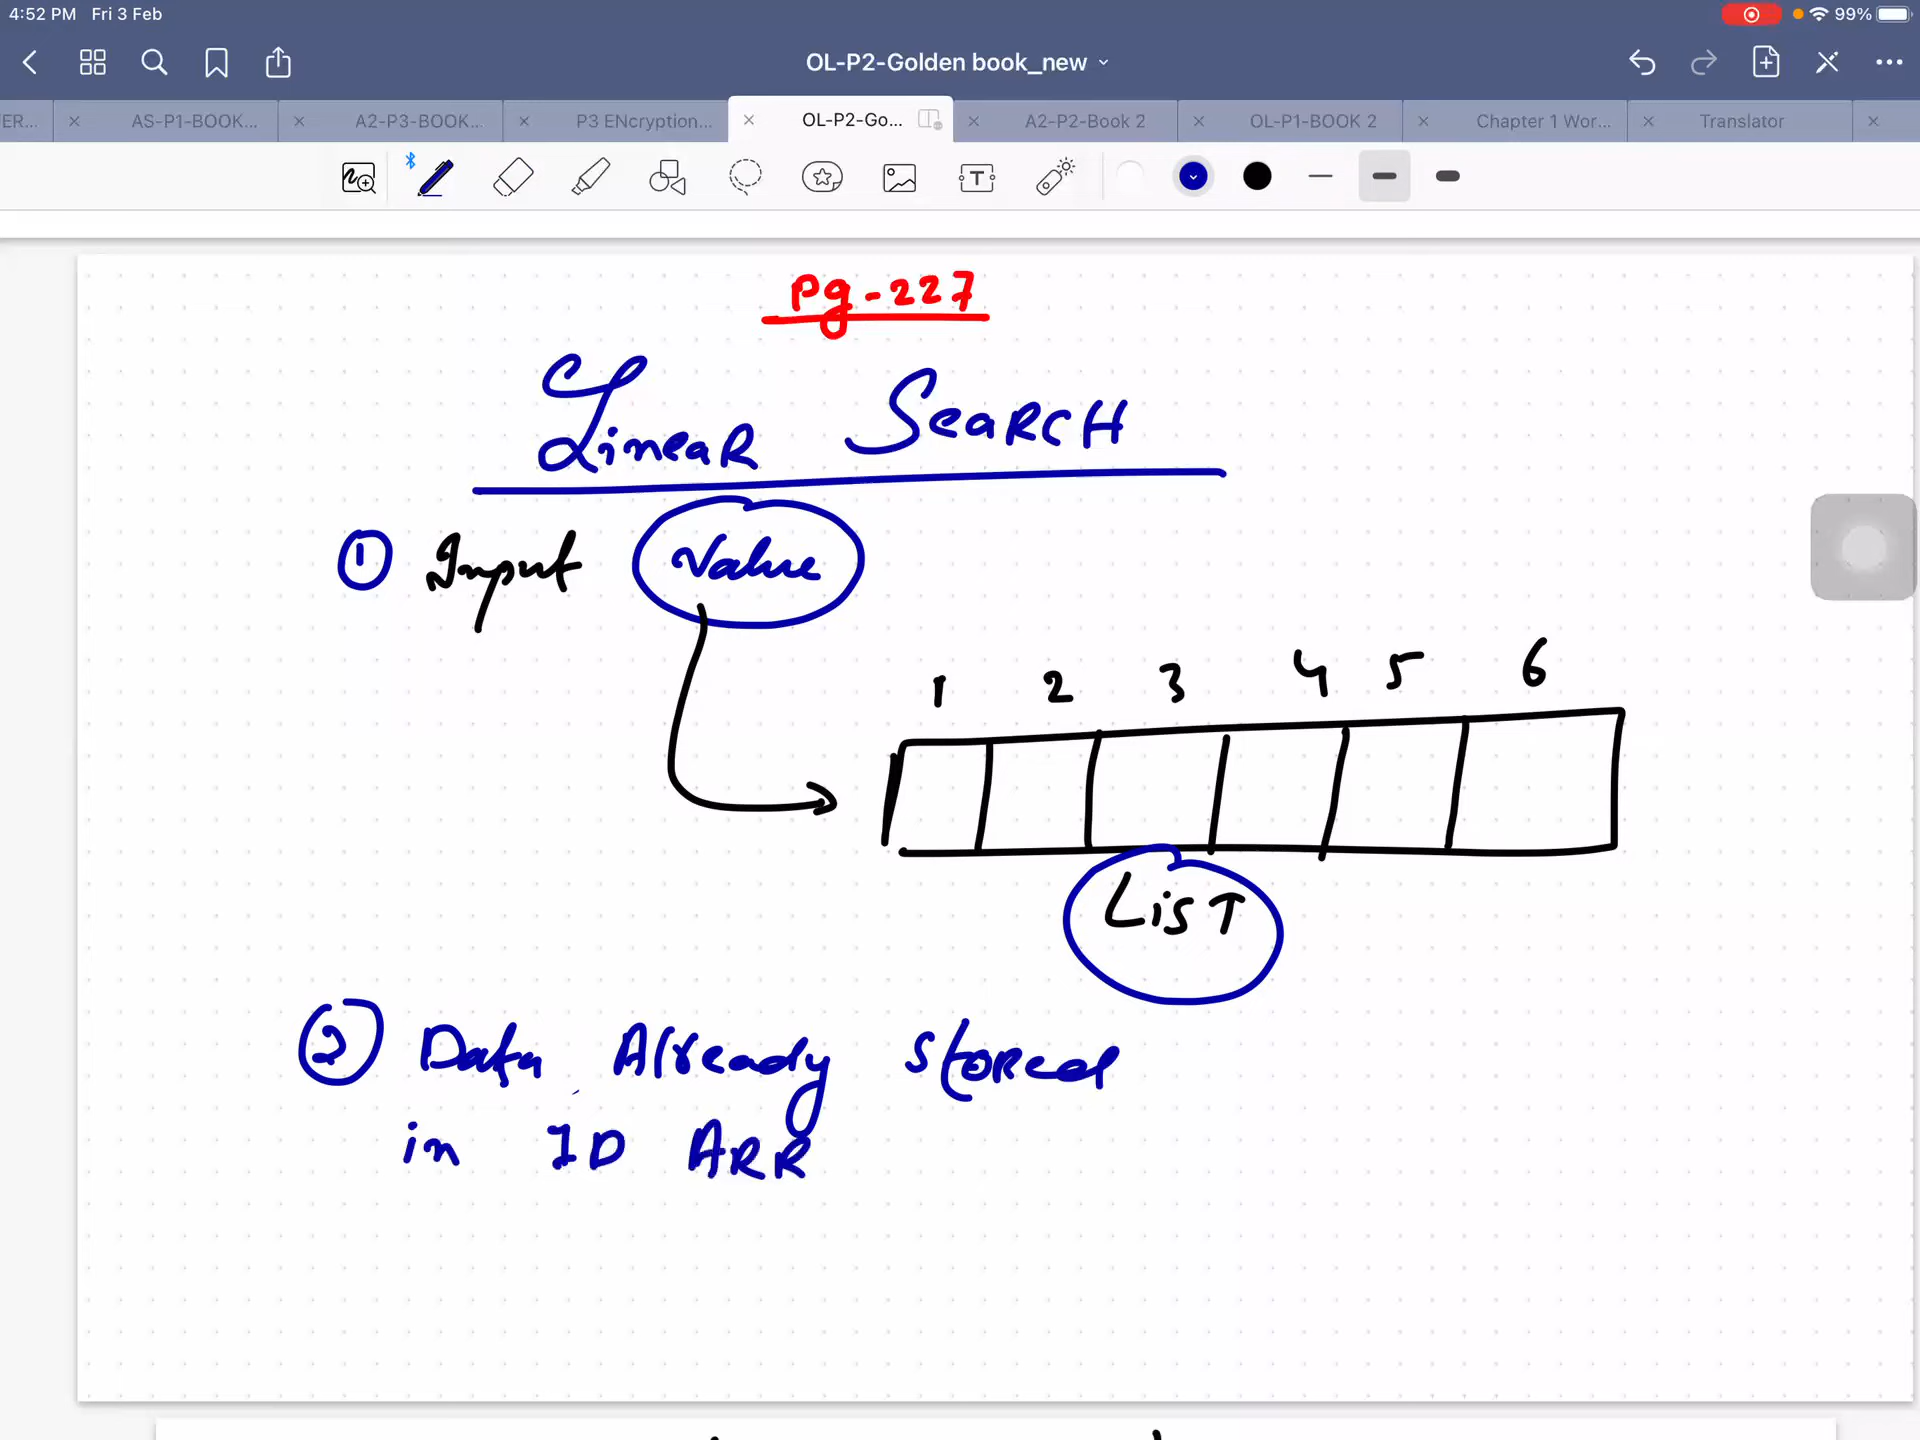 4:52 PM Fri 3 Feb
99%
OL-P2-Golden book_new
ER...
AS-P1-BOOK...
A2-P3-BOOK...
P3 ENcryption...
OL-P2-Go...
A2-P2-Book 2
OL-P1-BOOK 2
Chapter 1 Wor...
Translator
Pg-227
Linear Search
① Input Value
1 2 3 4 5 6
List
② Data Already Stored
in 1D ARR